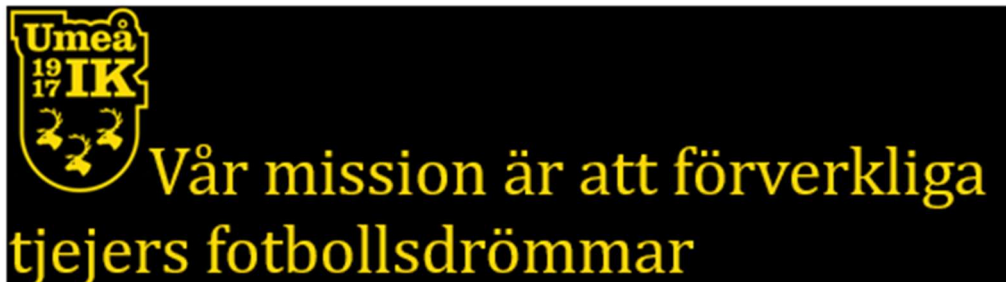 Umeå
19 IK
17
Vår mission är att förverkliga
tjejers fotbollsdrömmar